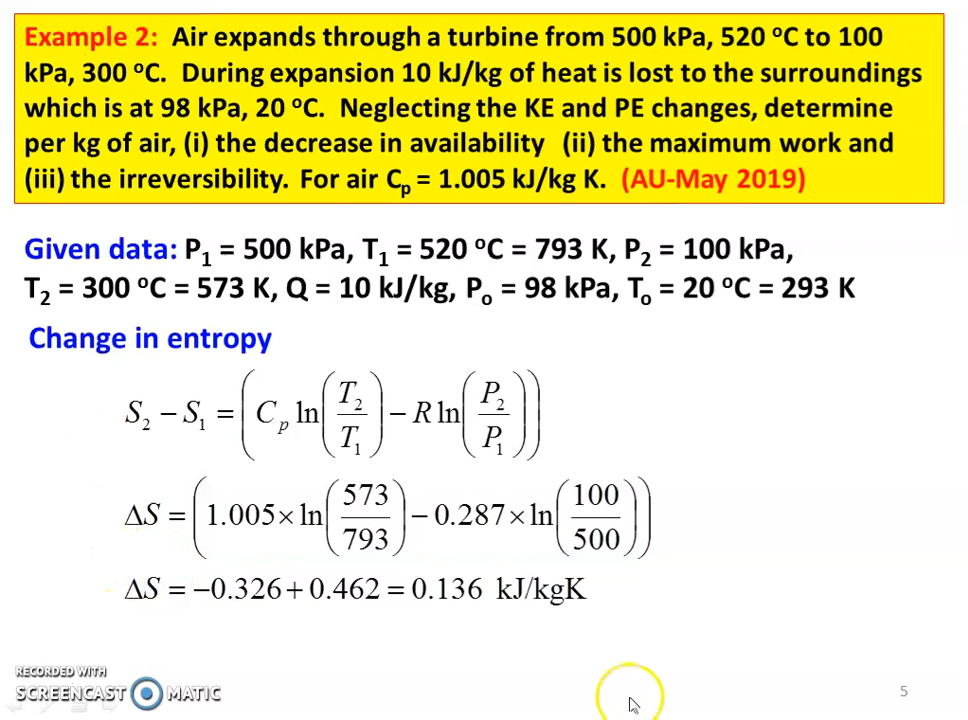 Example 2: Air expands through a turbine from 500 kPa, 520 ºC to 100
kPa, 300 ºC. During expansion 10 kJ/kg of heat is lost to the surroundings
which is at 98 kPa, 20 ºC. Neglecting the KE and PE changes, determine
per kg of air, (i) the decrease in availability (ii) the maximum work and
(iii) the irreversibility. For air Cp = 1.005 kJ/kg K. (AU-May 2019)
Given data: P1 = 500 kPa, T1 = 520 ºC = 793 K, P2 = 100 kPa,
T2 = 300 ºC = 573 K, Q = 10 kJ/kg, Po = 98 kPa, To = 20 ºC = 293 K
Change in entropy
S2 − S1 = (Cp ln(T2/T1) − R ln(P2/P1))
ΔS = (1.005 × ln(573/793) − 0.287 × ln(100/500))
ΔS = −0.326 + 0.462 = 0.136 kJ/kgK
RECORDED WITH
SCREENCAST MATIC
5